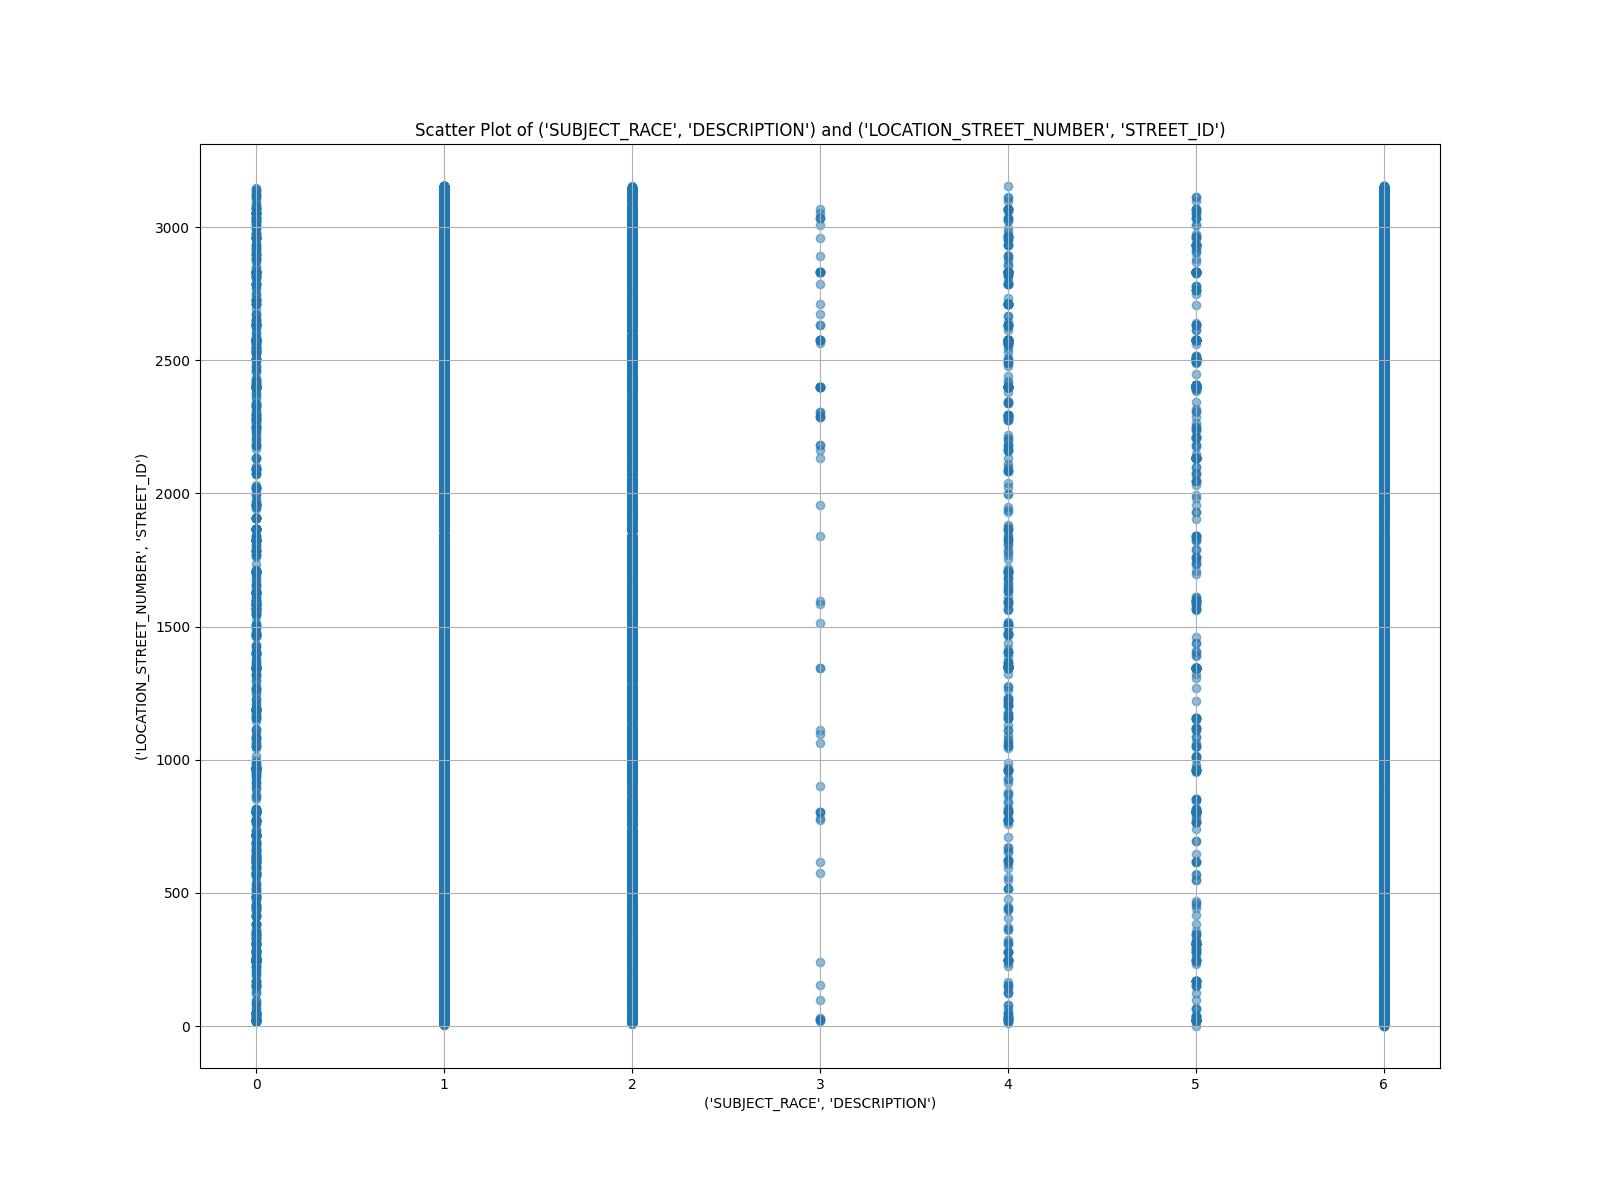 Scatter Plot of ('SUBJECT_RACE', 'DESCRIPTION') and ('LOCATION_STREET_NUMBER', 'STREET_ID')
3000
2500
2000
1500
1000
500
0
('LOCATION_STREET_NUMBER', 'STREET_ID')
0 1 2 3 4 5 6
('SUBJECT_RACE', 'DESCRIPTION')